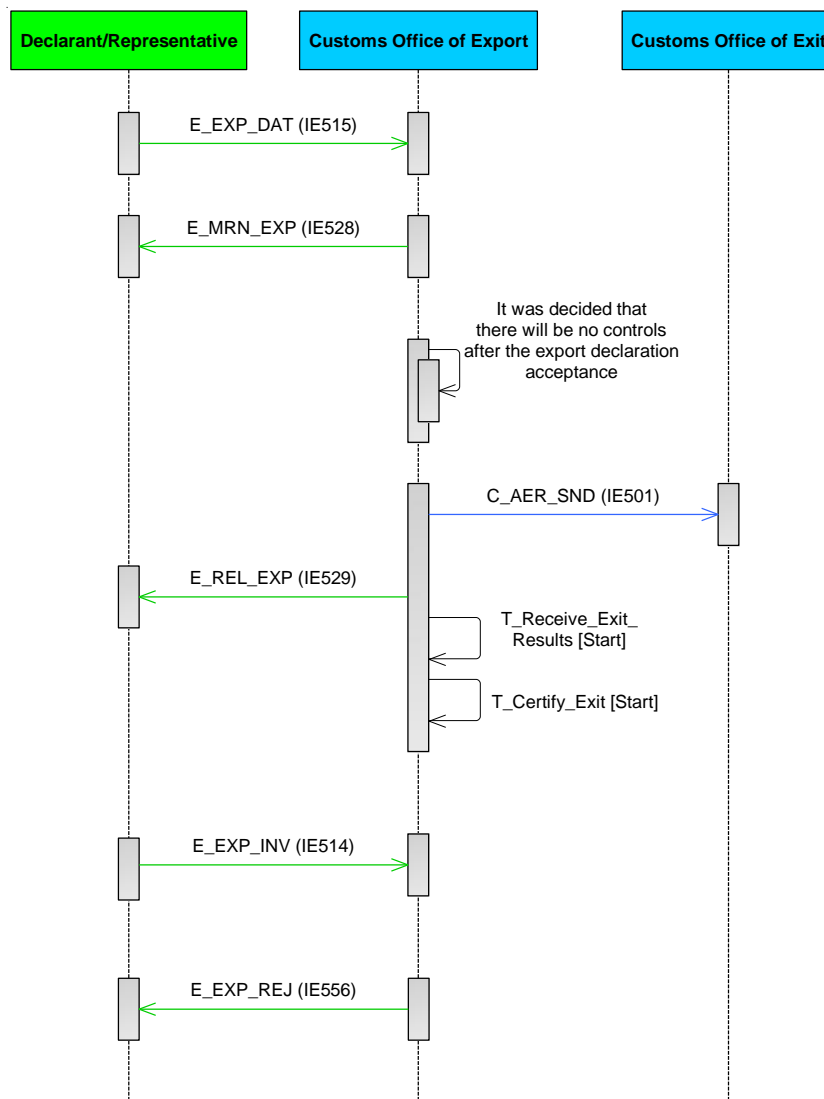 Declarant/Representative
Customs Office of Export
Customs Office of Exit
E_EXP_DAT (IE515)
E_MRN_EXP (IE528)
It was decided that
there will be no controls
after the export declaration
acceptance
C_AER_SND (IE501)
E_REL_EXP (IE529)
T_Receive_Exit_
Results [Start]
T_Certify_Exit [Start]
E_EXP_INV (IE514)
E_EXP_REJ (IE556)